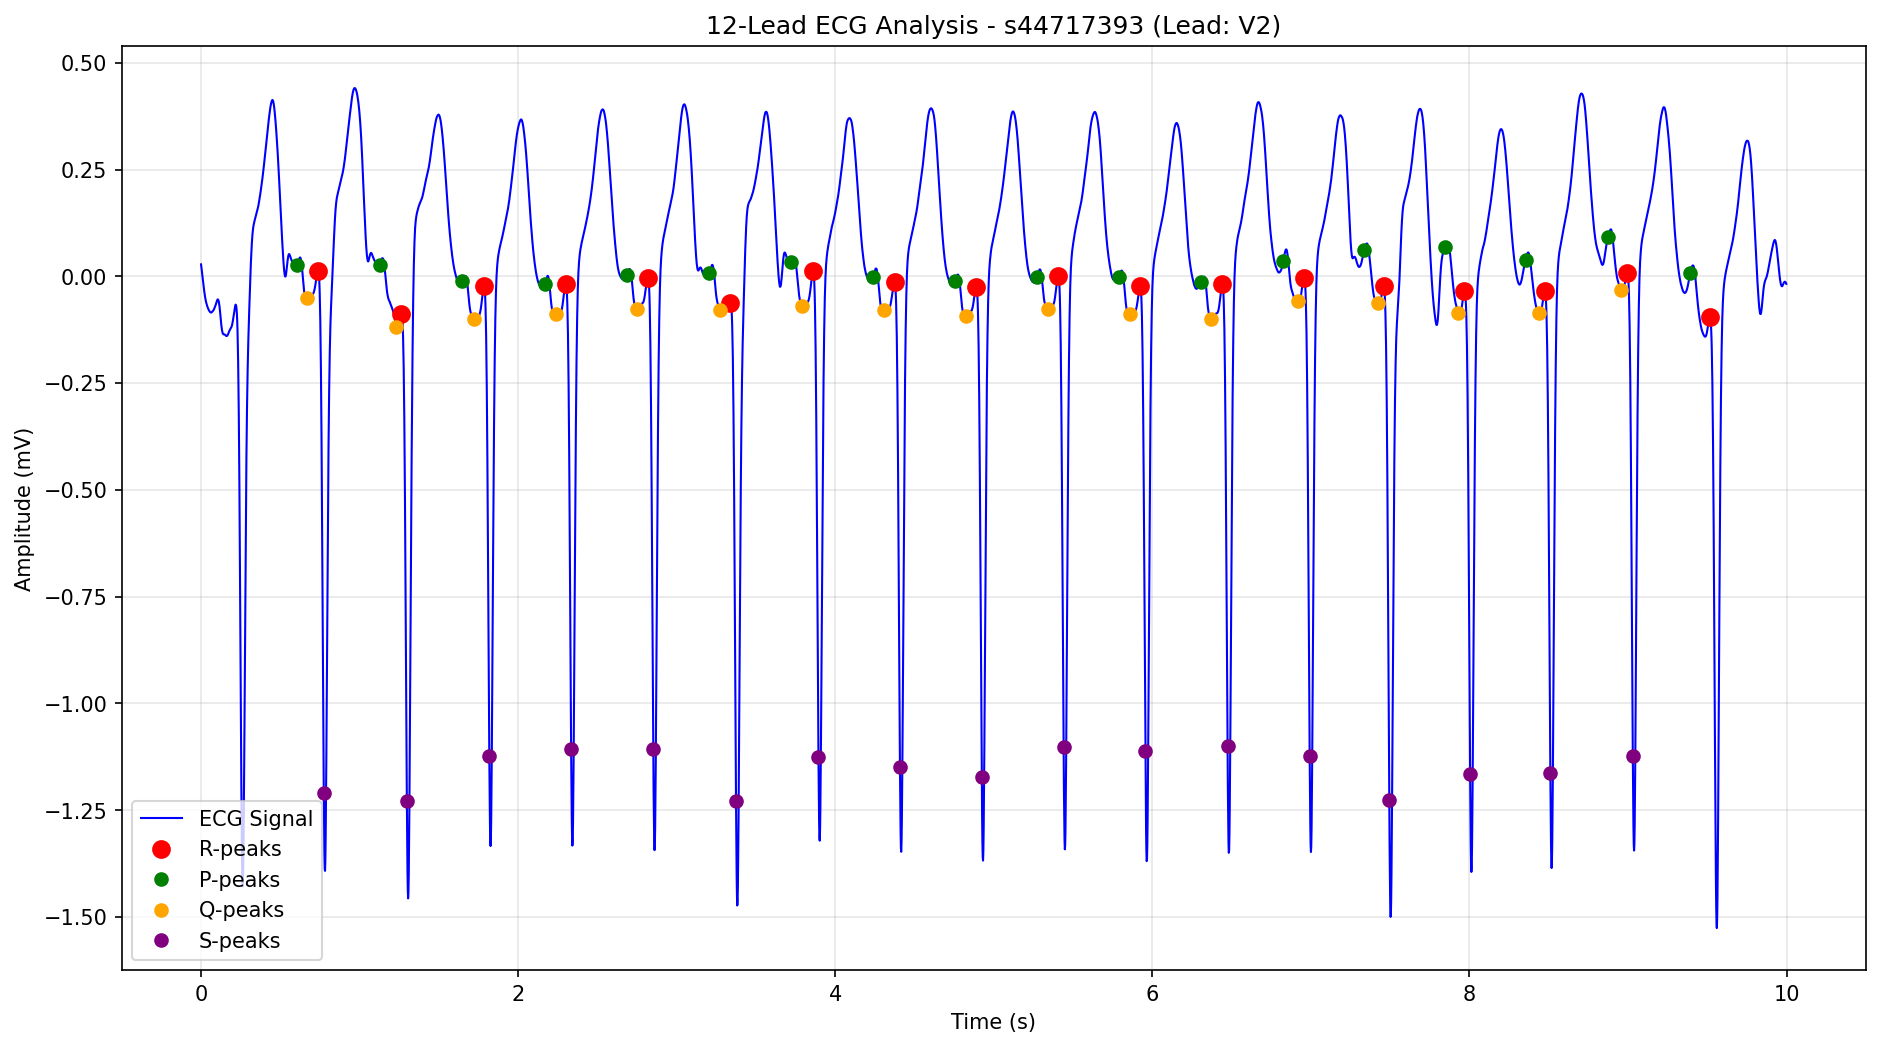 12-Lead ECG Analysis - s44717393 (Lead: V2)
Amplitude (mV)
0.50
0.25
0.00
−0.25
−0.50
−0.75
−1.00
−1.25
−1.50
ECG Signal
R-peaks
P-peaks
Q-peaks
S-peaks
0 2 4 6 8 10
Time (s)